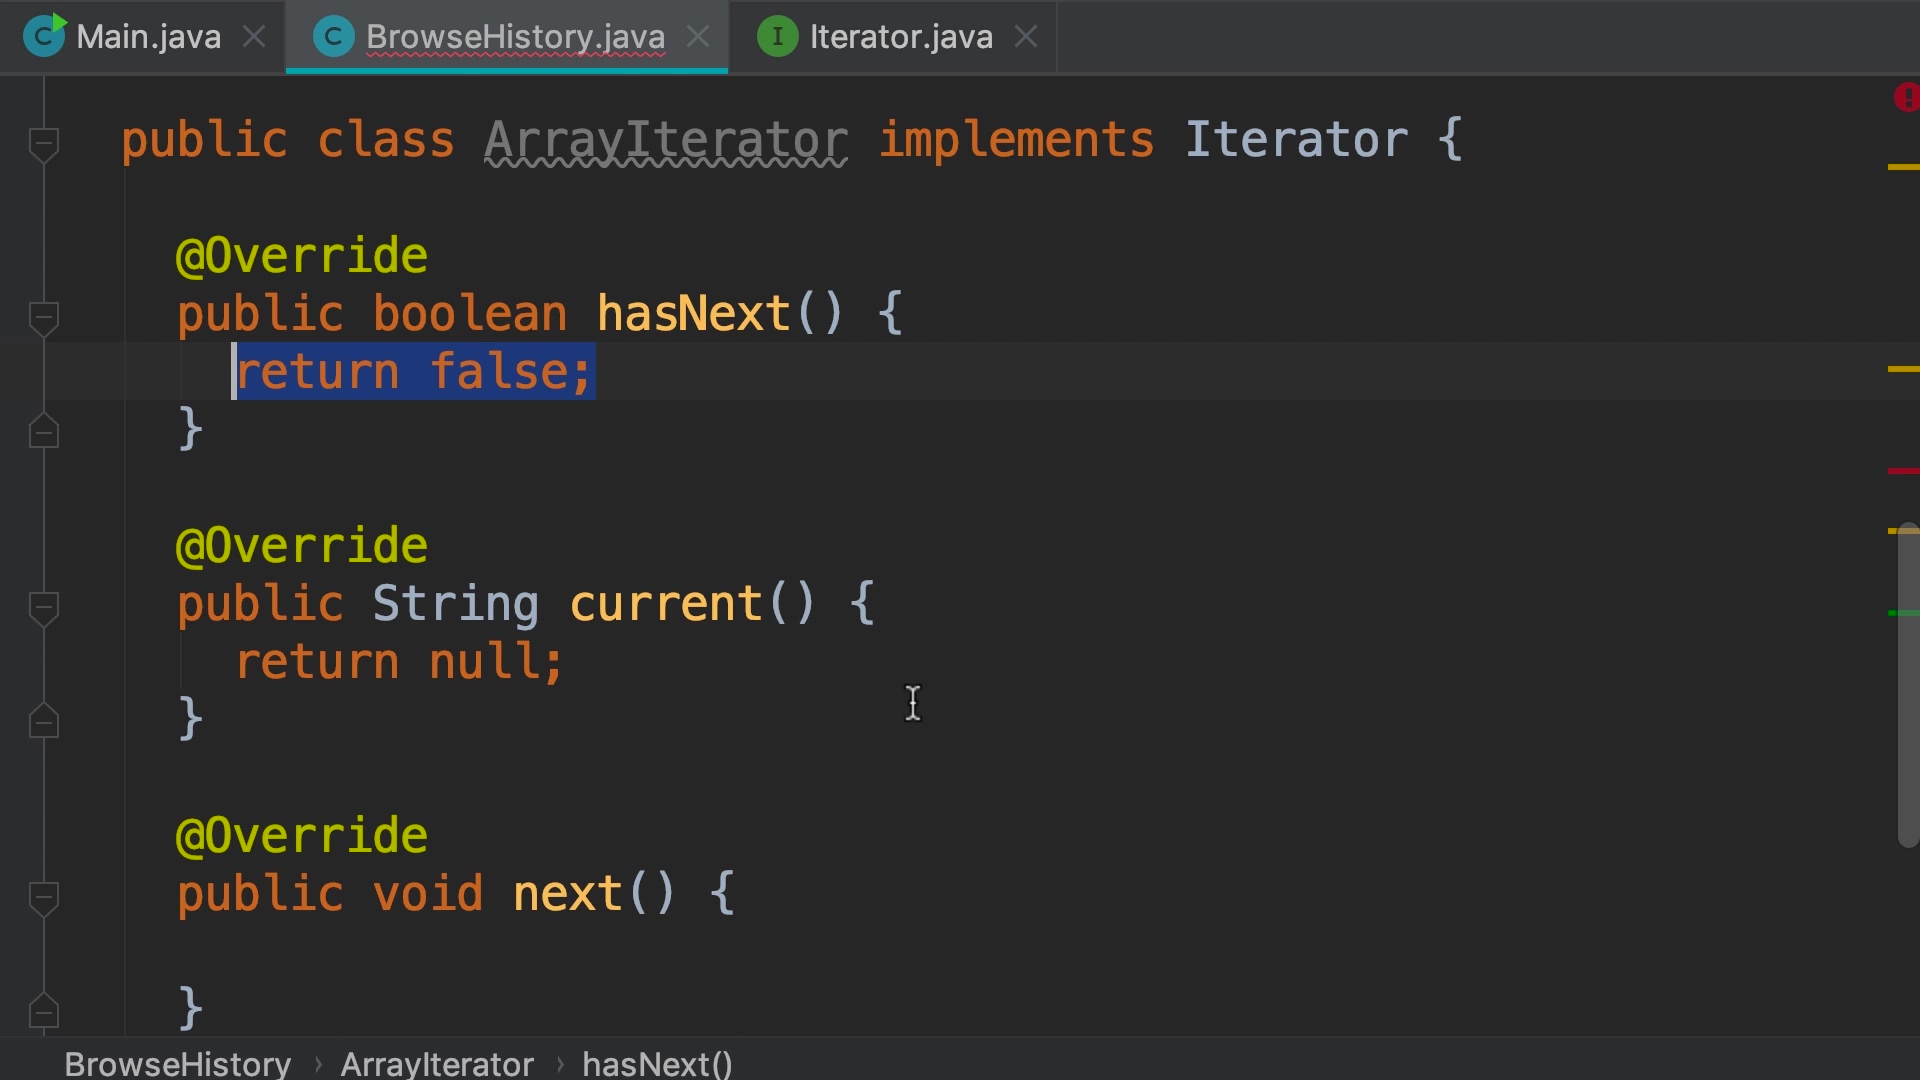 Main.java BrowseHistory.java Iterator.java
public class ArrayIterator implements Iterator {
@Override
public boolean hasNext() {
return false;
}
@Override
public String current() {
return null;
}
@Override
public void next() {
}
BrowseHistory › ArrayIterator › hasNext()